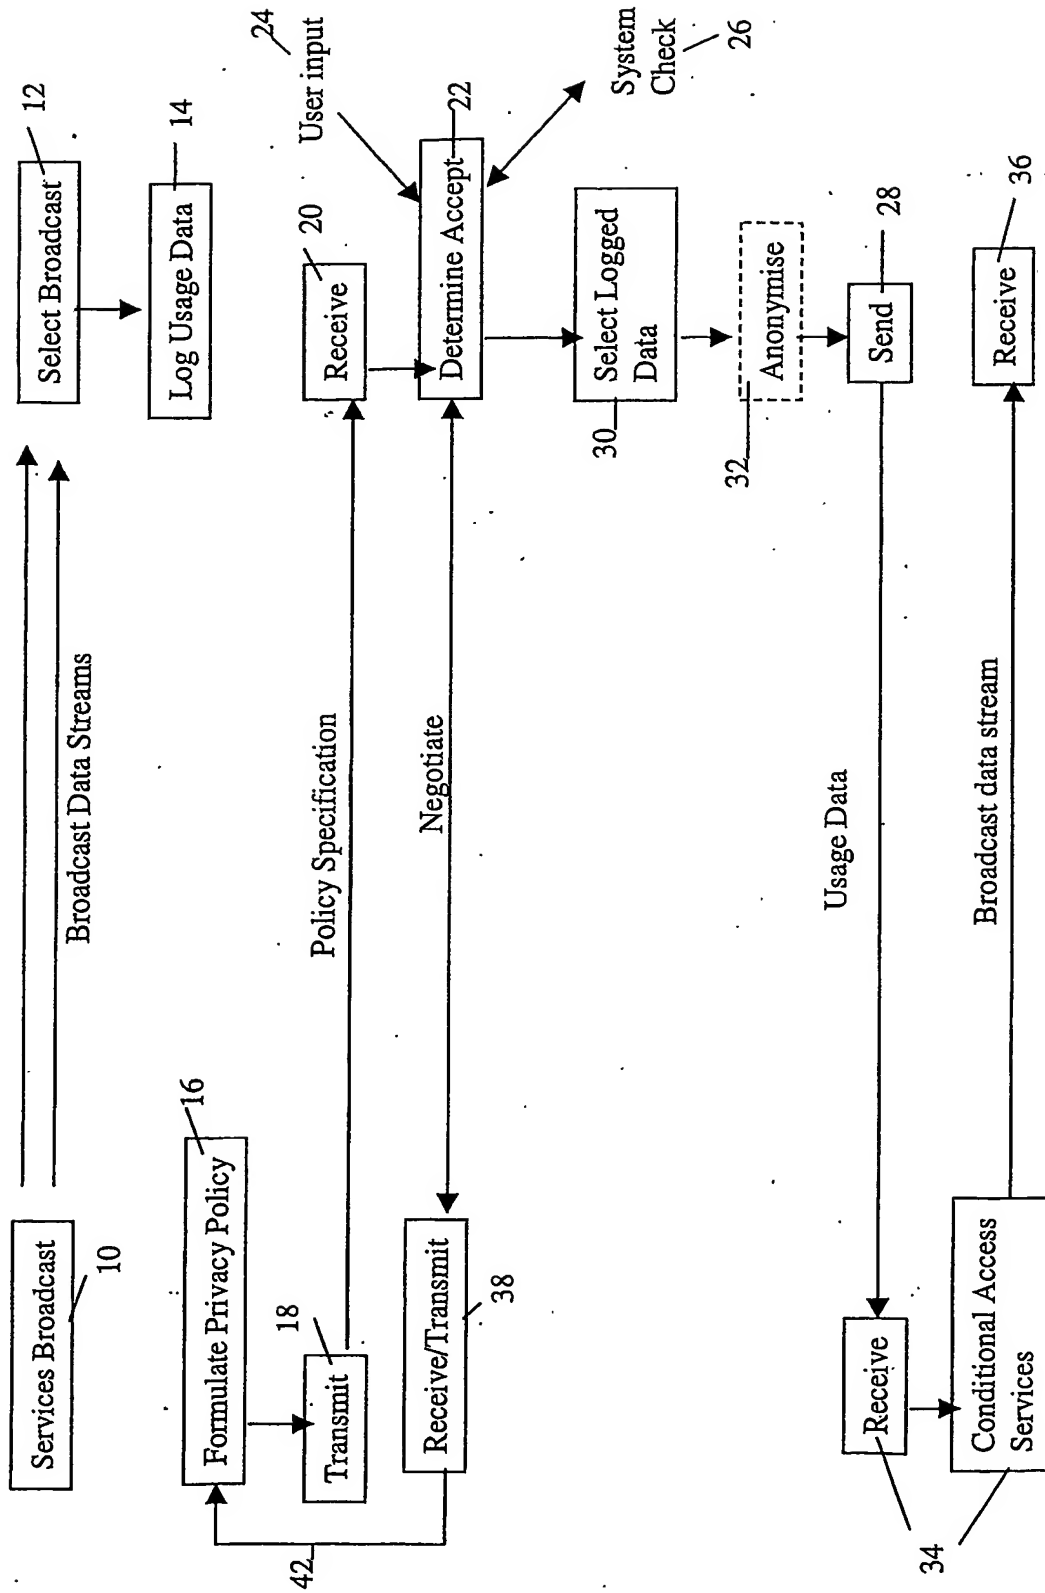 Services Broadcast
10
Broadcast Data Streams
Select Broadcast
12
Log Usage Data
14
Formulate Privacy Policy
16
Transmit
18
Policy Specification
Receive
20
User input
24
Determine Accept
22
System
Check
26
Negotiate
Receive/Transmit
38
42
Select Logged
Data
30
Anonymise
32
Send
28
Usage Data
Receive
34
Conditional Access
Services
Broadcast data stream
Receive
36